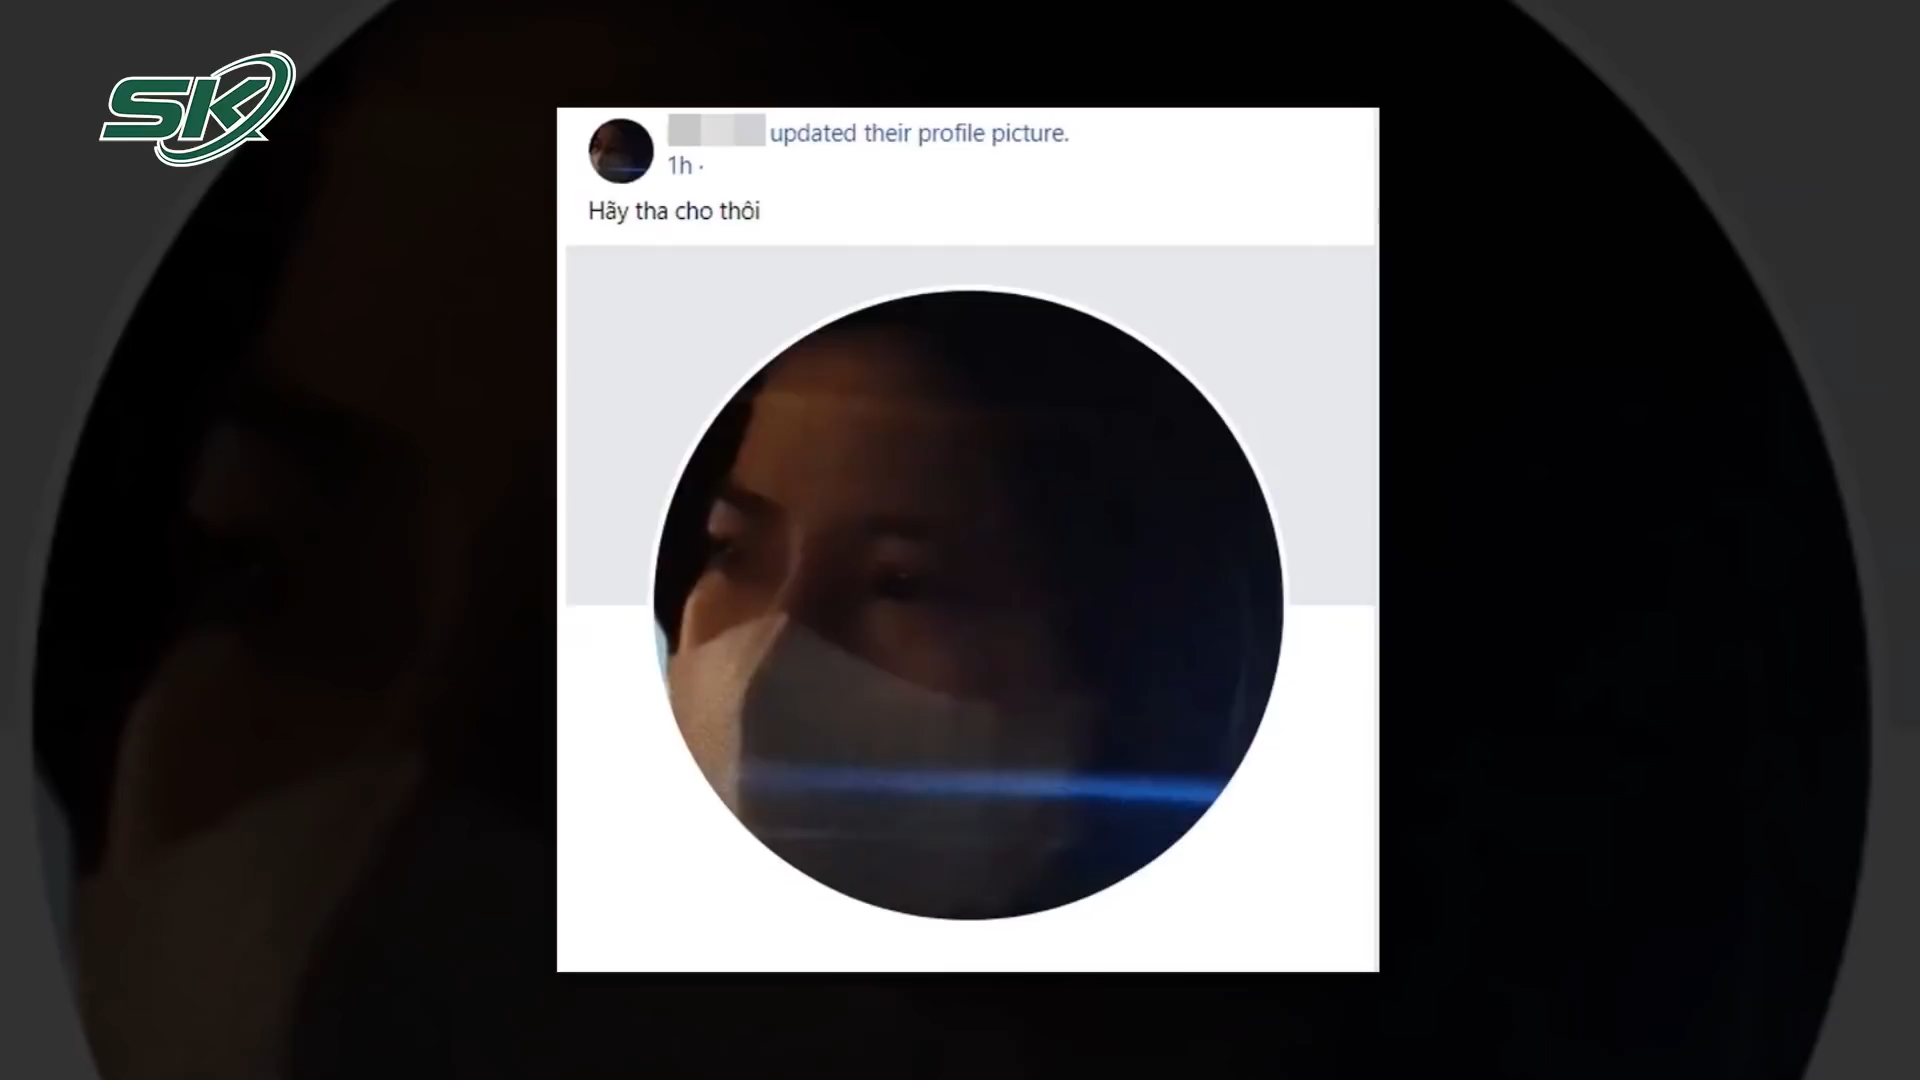 SK
updated their profile picture.
1h ·
Hãy tha cho thôi